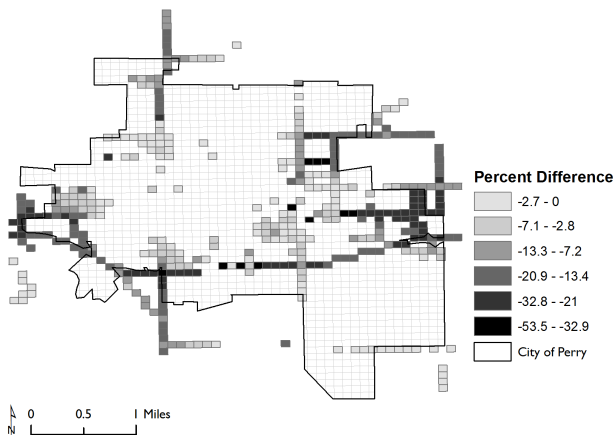 Percent Difference
-2.7 - 0
-7.1 - -2.8
-13.3 - -7.2
-20.9 - -13.4
-32.8 - -21
-53.5 - -32.9
City of Perry
N
0 0.5 1 Miles